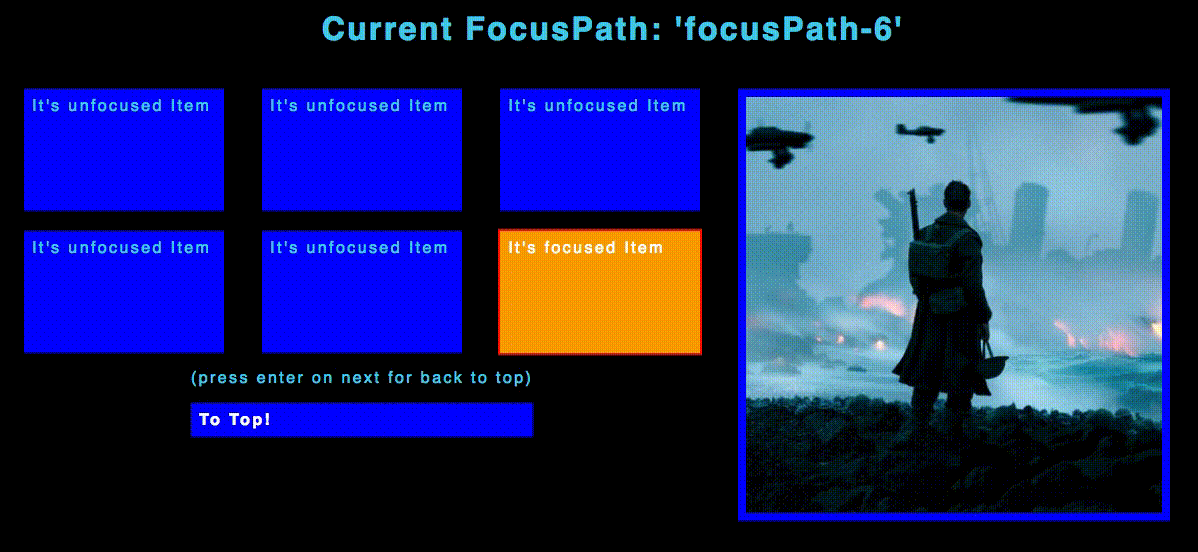 Current FocusPath: 'focusPath-6'
It's unfocused Item
It's unfocused Item
It's unfocused Item
It's unfocused Item
It's unfocused Item
It's focused Item
(press enter on next for back to top)
To Top!